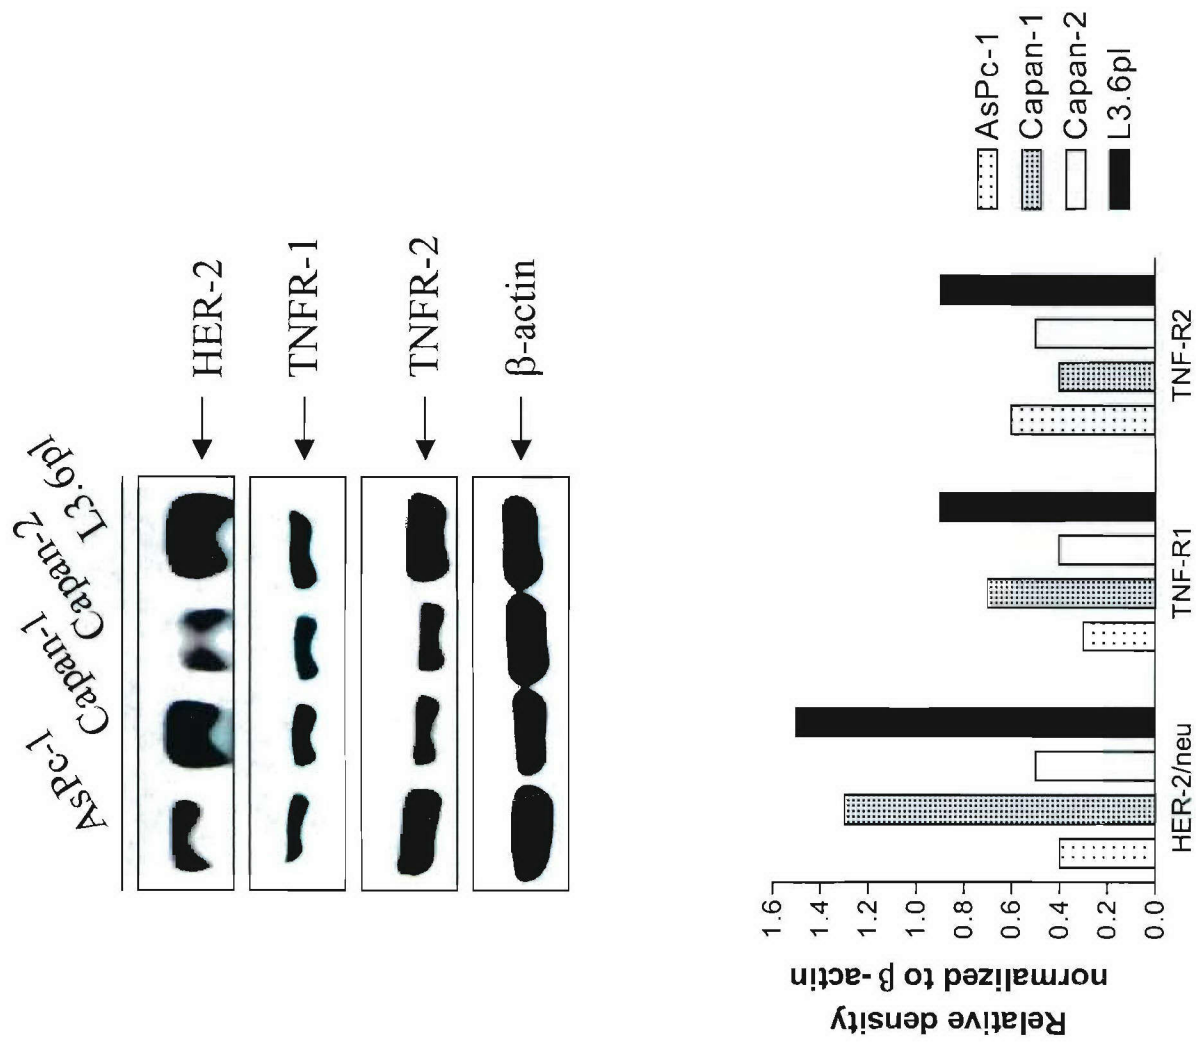 AsPc-1
Capan-1
Capan-2
L3.6pl
HER-2
TNFR-1
TNFR-2
β-actin
Relative density
normalized to β-actin
1.6
1.4
1.2
1.0
0.8
0.6
0.4
0.2
0.0
HER-2/neu
TNF-R1
TNF-R2
AsPc-1
Capan-1
Capan-2
L3.6pl